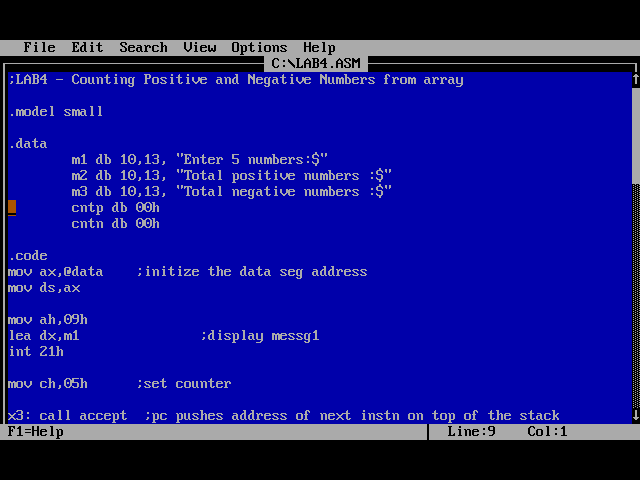 File Edit Search View Options Help
C:\LAB4.ASM
;LAB4 - Counting Positive and Negative Numbers from array
.model small
.data
m1 db 10,13, "Enter 5 numbers:$"
m2 db 10,13, "Total positive numbers :$"
m3 db 10,13, "Total negative numbers :$"
cntp db 00h
cntn db 00h
.code
mov ax,@data ;initize the data seg address
mov ds,ax
mov ah,09h
lea dx,m1 ;display messg1
int 21h
mov ch,05h ;set counter
x3: call accept ;pc pushes address of next instn on top of the stack
F1=Help Line:9 Col:1